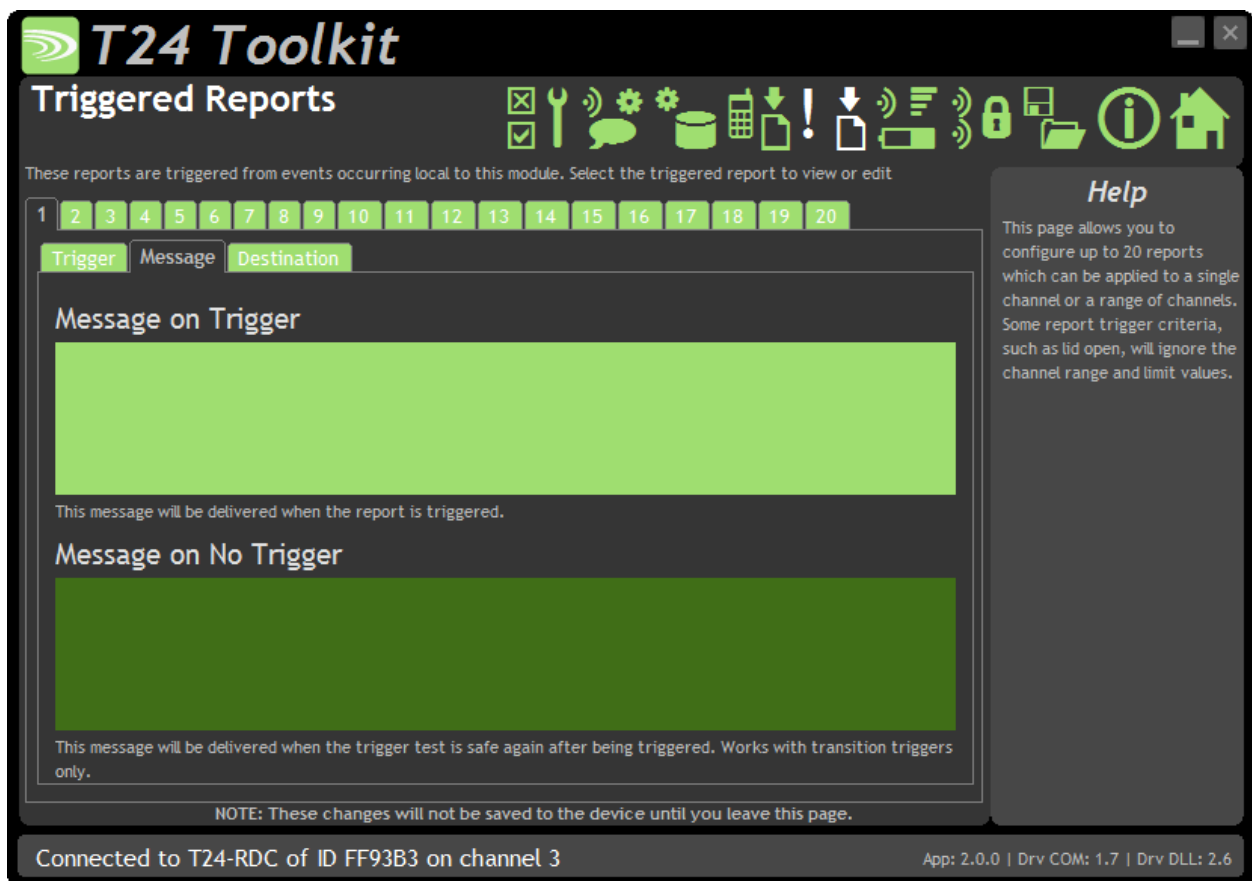 T24 Toolkit
Triggered Reports
These reports are triggered from events occurring local to this module. Select the triggered report to view or edit
1 2 3 4 5 6 7 8 9 10 11 12 13 14 15 16 17 18 19 20
Trigger Message Destination
Message on Trigger
This message will be delivered when the report is triggered.
Message on No Trigger
This message will be delivered when the trigger test is safe again after being triggered. Works with transition triggers
only.
NOTE: These changes will not be saved to the device until you leave this page.
Help
This page allows you to
configure up to 20 reports
which can be applied to a single
channel or a range of channels.
Some report trigger criteria,
such as lid open, will ignore the
channel range and limit values.
Connected to T24-RDC of ID FF93B3 on channel 3
App: 2.0.0 | Drv COM: 1.7 | Drv DLL: 2.6